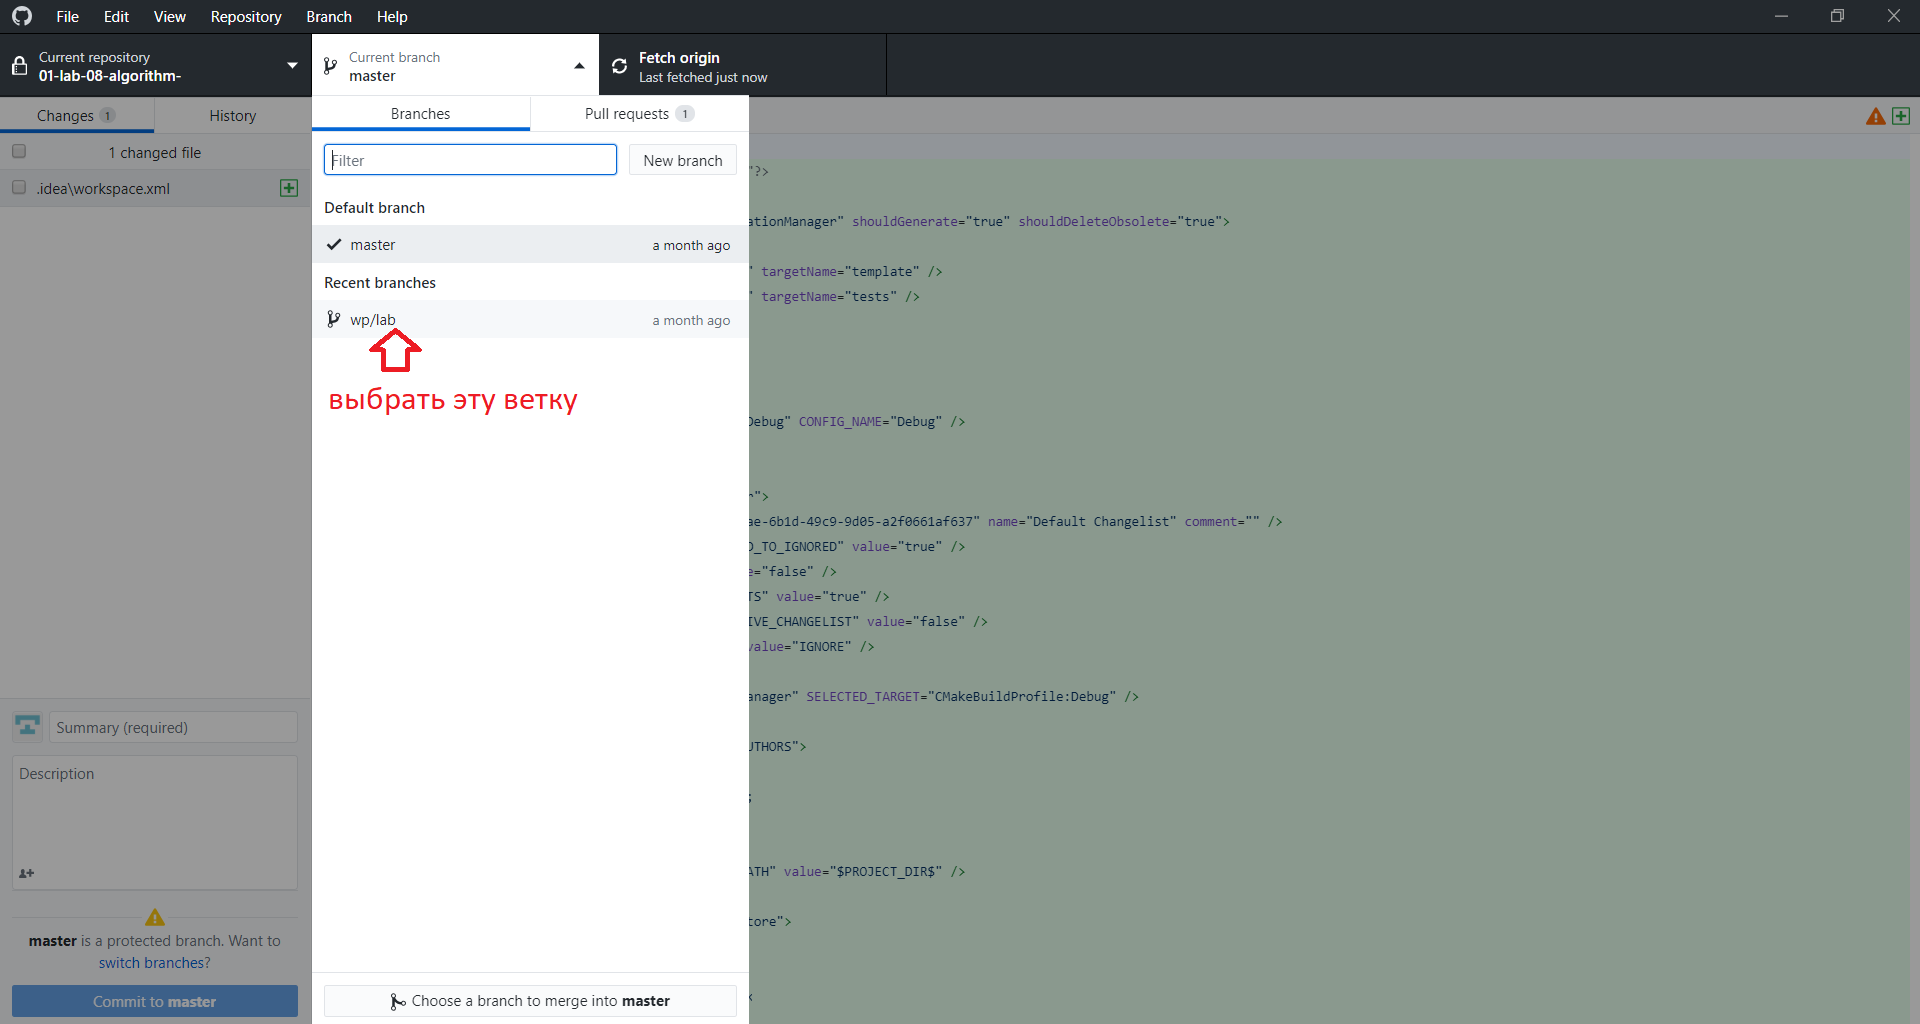 File Edit View Repository Branch Help
Current repository
01-lab-08-algorithm-
Current branch
master
Fetch origin
Last fetched just now
Changes 1 History
1 changed file
.idea\workspace.xml
Branches Pull requests 1
Filter New branch
Default branch
master a month ago
Recent branches
wp/lab a month ago
выбрать эту ветку
Choose a branch to merge into master
Summary (required)
Description
master is a protected branch. Want to
switch branches?
Commit to master
"?>
ationManager" shouldGenerate="true" shouldDeleteObsolete="true">
" targetName="template" />
" targetName="tests" />
Debug" CONFIG_NAME="Debug" />
r">
ae-6b1d-49c9-9d05-a2f0661af637" name="Default Changelist" comment="" />
D_TO_IGNORED" value="true" />
e="false" />
TS" value="true" />
IVE_CHANGELIST" value="false" />
value="IGNORE" />
anager" SELECTED_TARGET="CMakeBuildProfile:Debug" />
UTHORS">
;
ATH" value="$PROJECT_DIR$" />
tore">